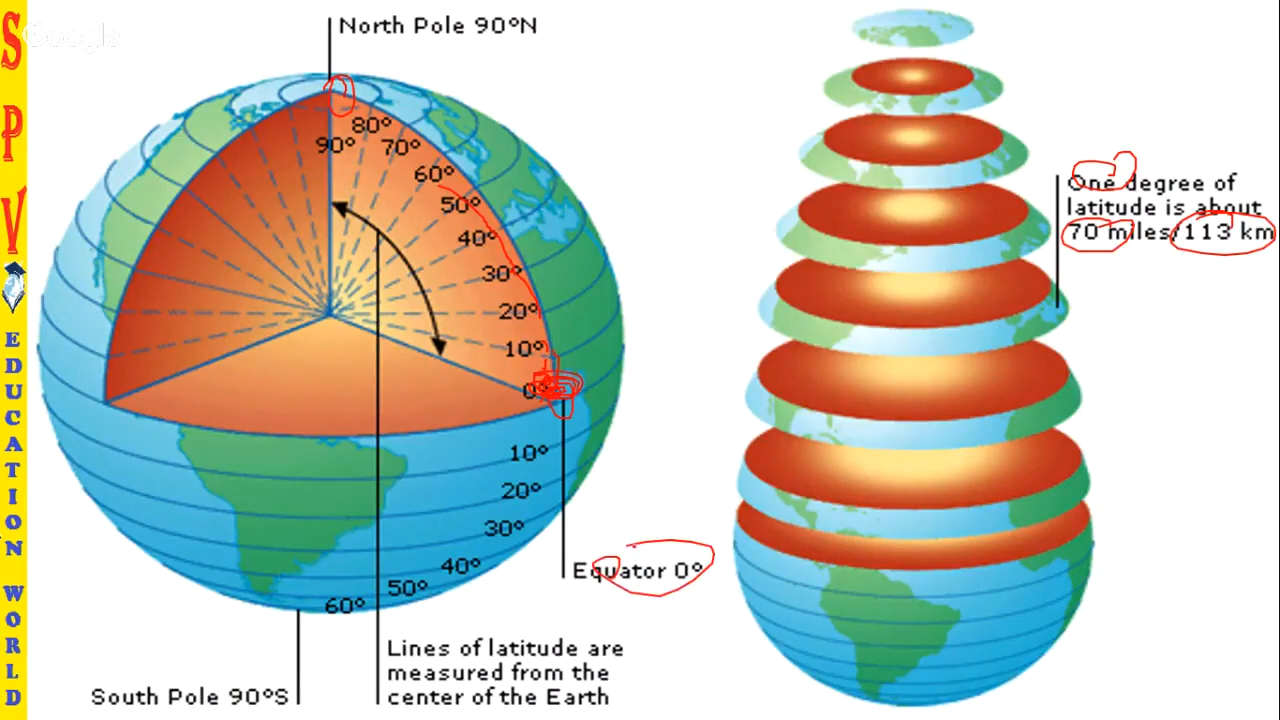 S P V EDUCATION WORLD
Google
North Pole 90°N
80°
90°
70°
60°
50°
40°
30°
20°
10°
0°
10°
20°
30°
40°
50°
60°
Equator 0°
Lines of latitude are
measured from the
center of the Earth
South Pole 90°S
One degree of
latitude is about
70 miles/113 km